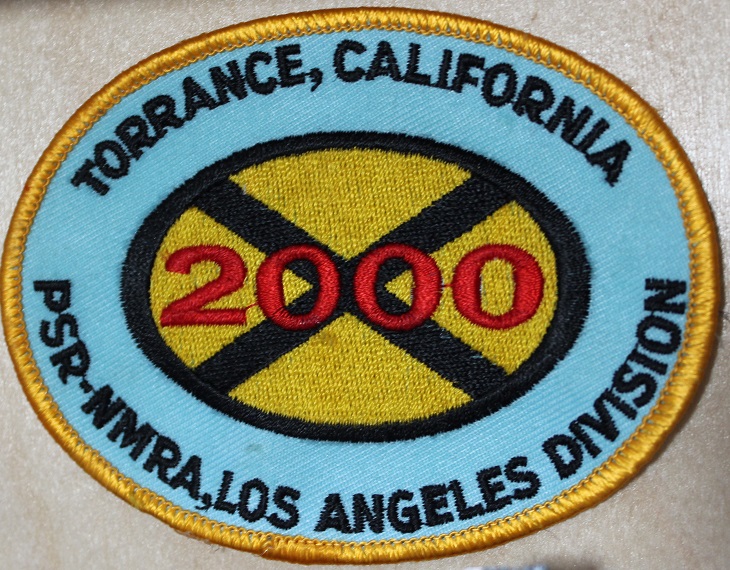 TORRANCE, CALIFORNIA
2000
PSR-NMRA, LOS ANGELES DIVISION